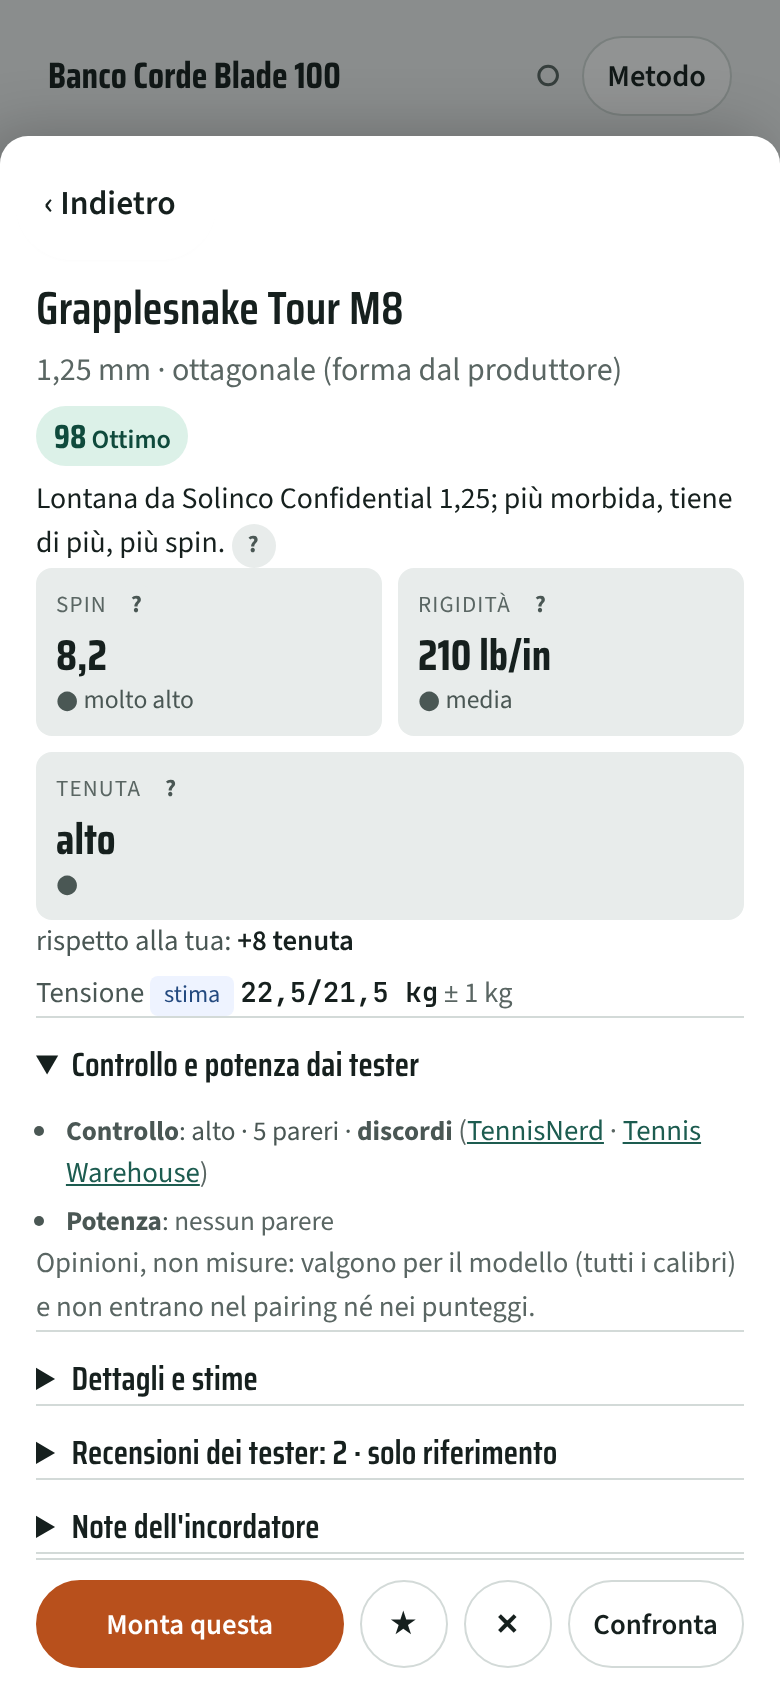 Banco Corde Blade 100
Metodo
‹ Indietro
Grapplesnake Tour M8
1,25 mm · ottagonale (forma dal produttore)
98 Ottimo
Lontana da Solinco Confidential 1,25; più morbida, tiene
di più, più spin. ?
SPIN ?
8,2
molto alto
RIGIDITÀ ?
210 lb/in
media
TENUTA ?
alto
rispetto alla tua: +8 tenuta
Tensione stima 22,5/21,5 kg ± 1 kg
▼ Controllo e potenza dai tester
• Controllo: alto · 5 pareri · discordi (TennisNerd · Tennis
Warehouse)
• Potenza: nessun parere
Opinioni, non misure: valgono per il modello (tutti i calibri)
e non entrano nel pairing né nei punteggi.
▶ Dettagli e stime
▶ Recensioni dei tester: 2 · solo riferimento
▶ Note dell'incordatore
Monta questa
★
✕
Confronta